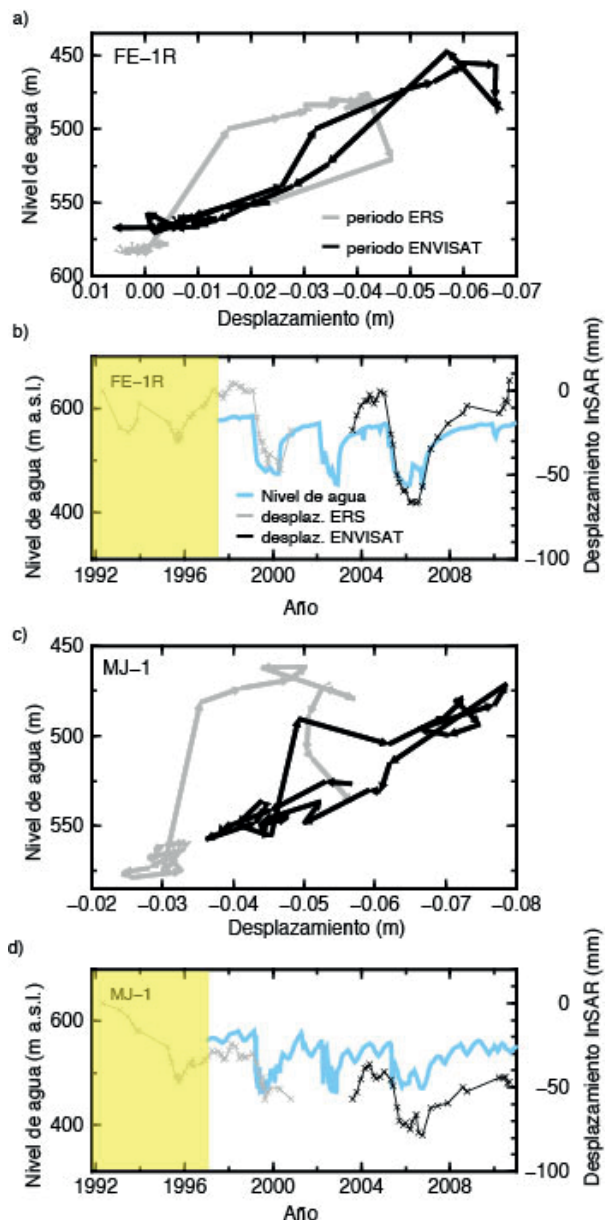 a)
FE-1R
Nivel de agua (m)
450
500
550
600
periodo ERS
periodo ENVISAT
0.01 0.00 -0.01 -0.02 -0.03 -0.04 -0.05 -0.06 -0.07
Desplazamiento (m)
b)
FE-1R
Nivel de agua (m a.s.l.)
600
500
400
Desplazamiento InSAR (mm)
0
-50
-100
Nivel de agua
desplaz. ERS
desplaz. ENVISAT
1992 1996 2000 2004 2008
Año
c)
MJ-1
Nivel de agua (m)
450
500
550
-0.02 -0.03 -0.04 -0.05 -0.06 -0.07 -0.08
Desplazamiento (m)
d)
MJ-1
Nivel de agua (m a.s.l.)
600
500
400
Desplazamiento InSAR (mm)
0
-50
-100
1992 1996 2000 2004 2008
Año